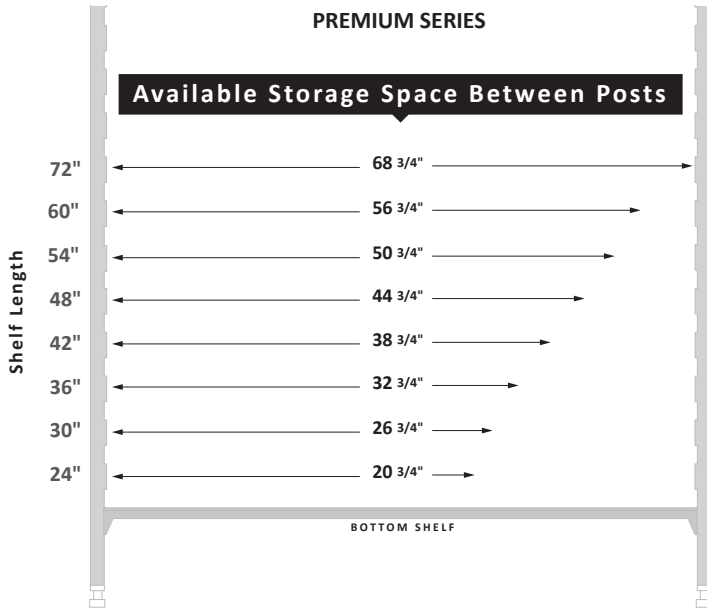 PREMIUM SERIES
Available Storage Space Between Posts
Shelf Length
72" 68 3/4"
60" 56 3/4"
54" 50 3/4"
48" 44 3/4"
42" 38 3/4"
36" 32 3/4"
30" 26 3/4"
24" 20 3/4"
BOTTOM SHELF